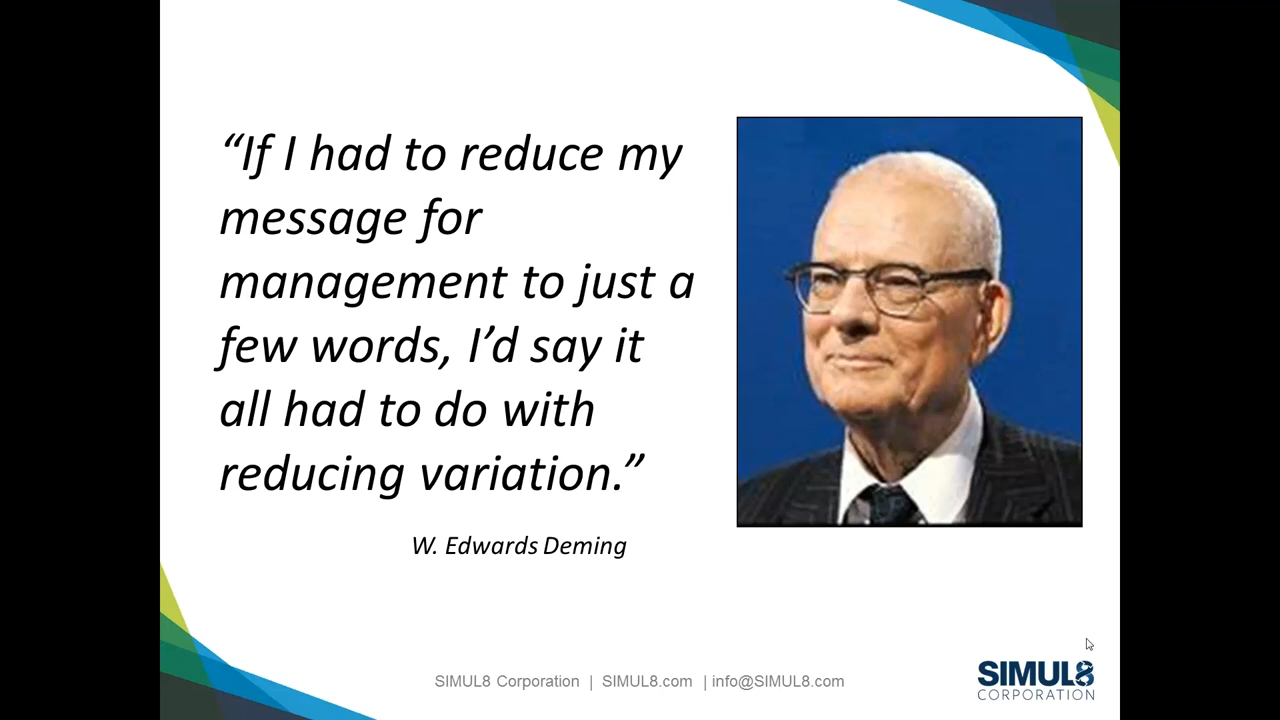 “If I had to reduce my
message for
management to just a
few words, I’d say it
all had to do with
reducing variation.”
W. Edwards Deming
SIMUL8 Corporation | SIMUL8.com | info@SIMUL8.com
SIMUL8
CORPORATION